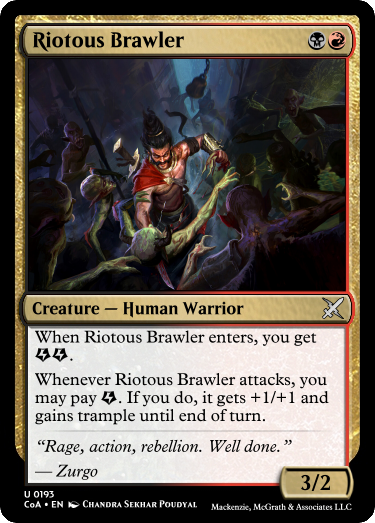 Riotous Brawler
Creature — Human Warrior
When Riotous Brawler enters, you get
.
Whenever Riotous Brawler attacks, you
may pay . If you do, it gets +1/+1 and
gains trample until end of turn.
“Rage, action, rebellion. Well done.”
— Zurgo
3/2
U 0193
CoA • EN Chandra Sekhar Poudyal
Mackenzie, McGrath & Associates LLC